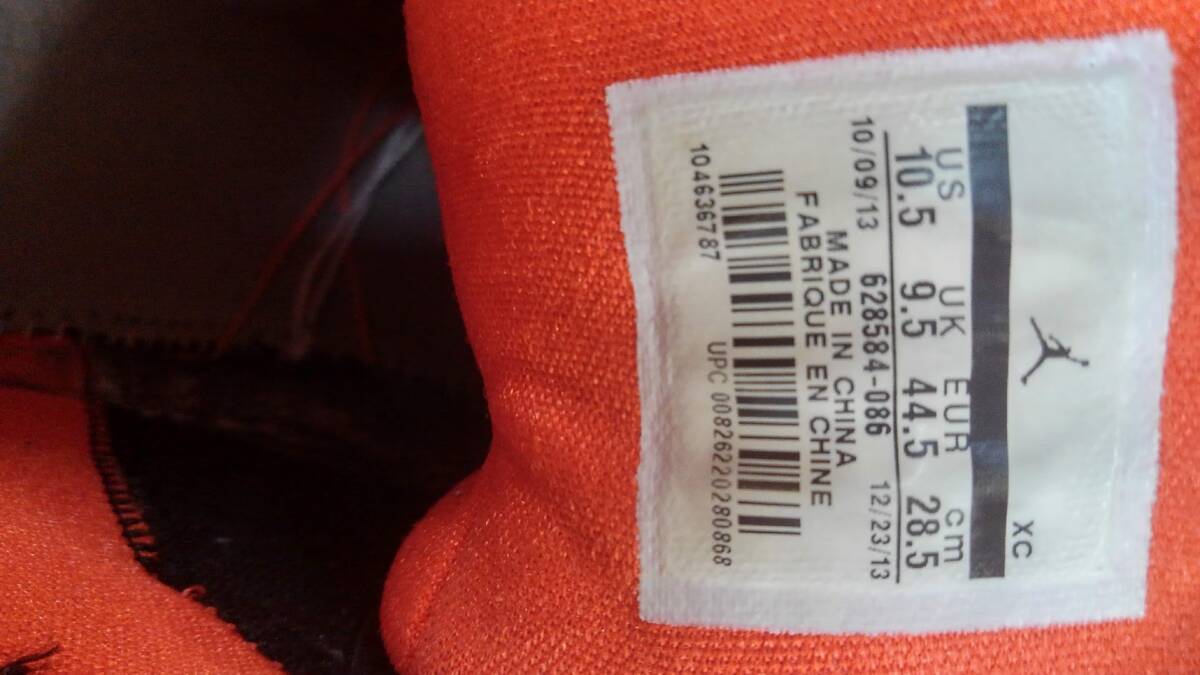 XC
US UK EUR cm
10.5 9.5 44.5 28.5
10/09/13 628584-086 12/23/13
MADE IN CHINA
FABRIQUE EN CHINE
104636787 UPC 00826220280868